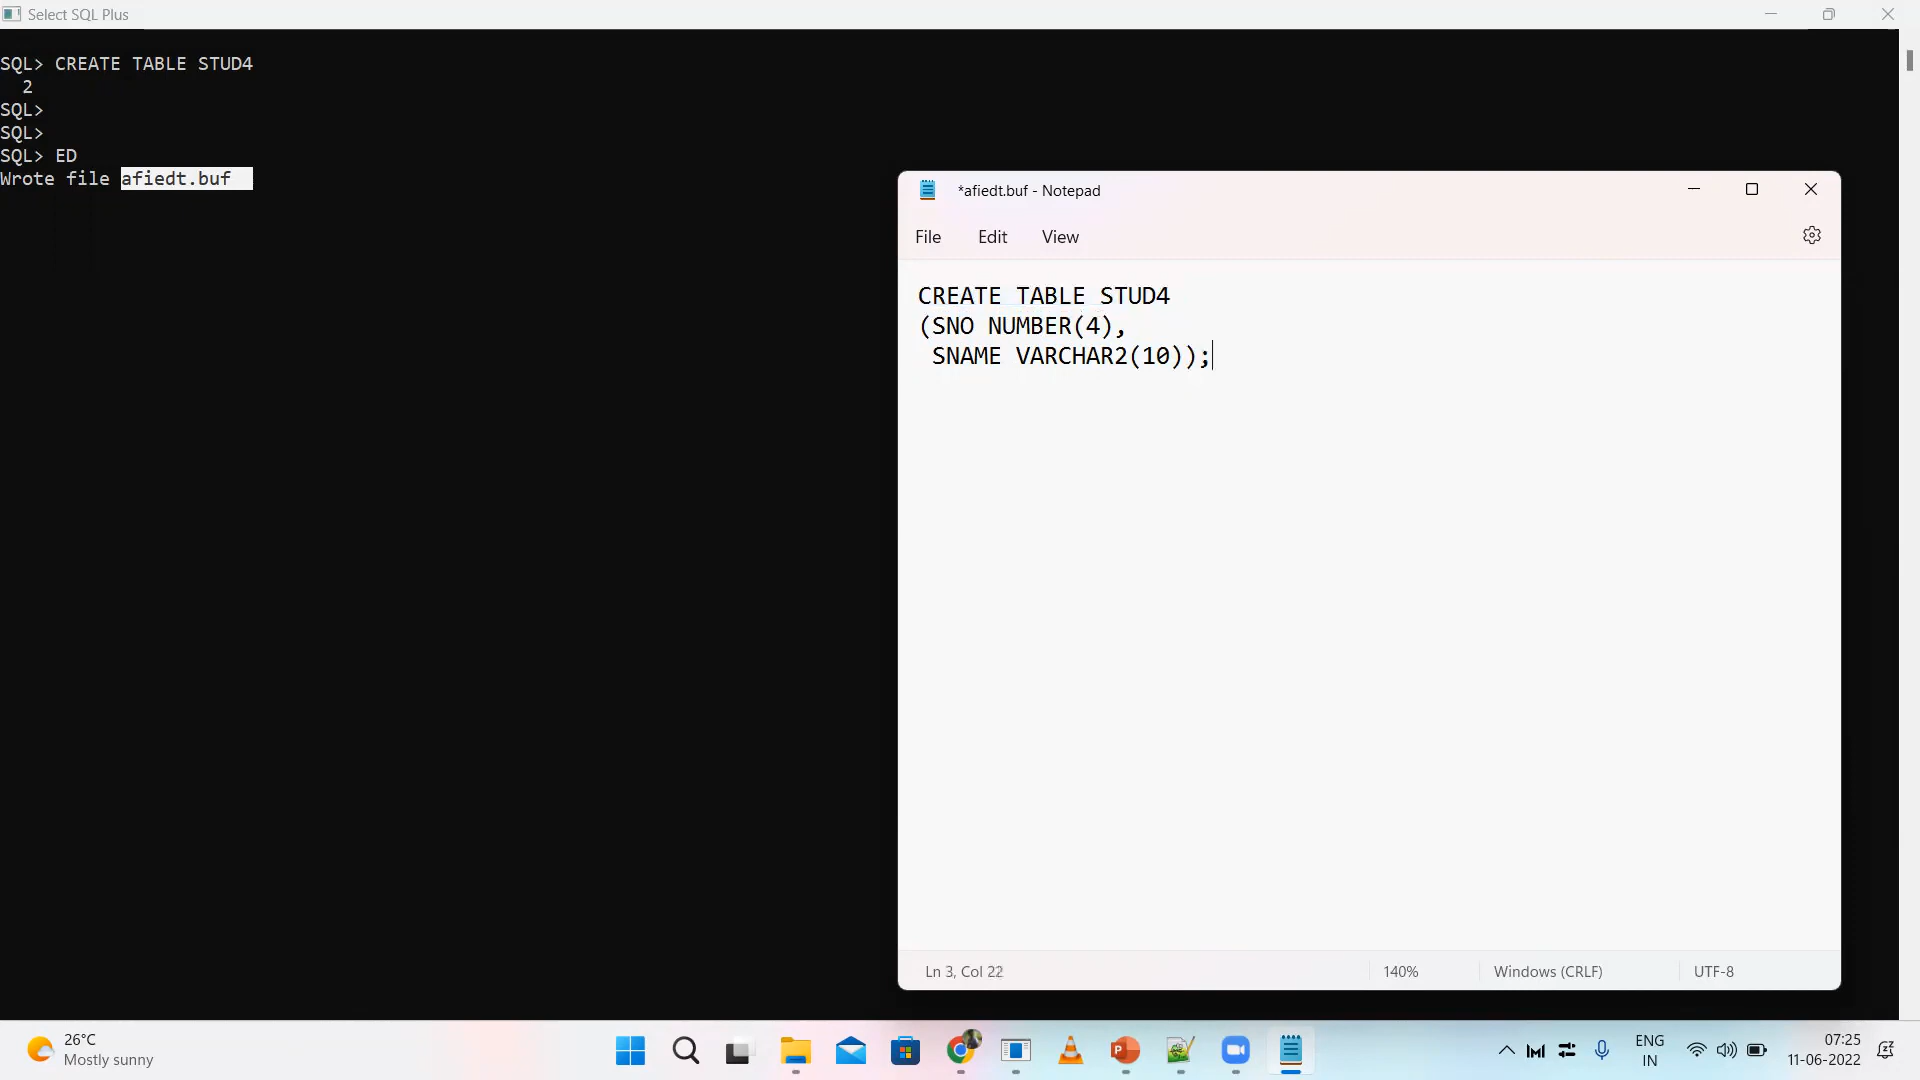 Select SQL Plus
SQL> CREATE TABLE STUD4
2
SQL>
SQL>
SQL> ED
Wrote file afiedt.buf
*afiedt.buf - Notepad
File Edit View
CREATE TABLE STUD4
(SNO NUMBER(4),
SNAME VARCHAR2(10));
Ln 3, Col 22 140% Windows (CRLF) UTF-8
26°C
Mostly sunny
ENG
IN
07:25
11-06-2022